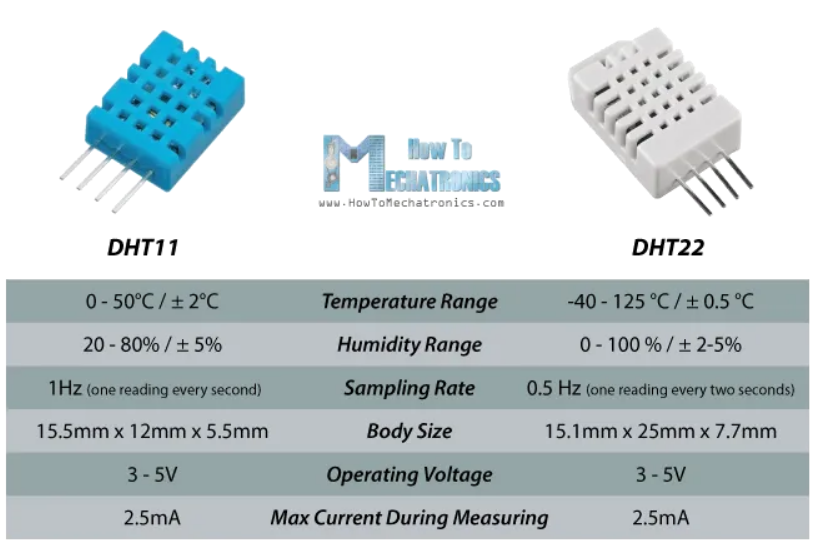 How To
MECHATRONICS
www.HowToMechatronics.com
DHT11 DHT22
0 - 50°C / ± 2°C Temperature Range -40 - 125 °C / ± 0.5 °C
20 - 80% / ± 5% Humidity Range 0 - 100 % / ± 2-5%
1Hz (one reading every second) Sampling Rate 0.5 Hz (one reading every two seconds)
15.5mm x 12mm x 5.5mm Body Size 15.1mm x 25mm x 7.7mm
3 - 5V Operating Voltage 3 - 5V
2.5mA Max Current During Measuring 2.5mA